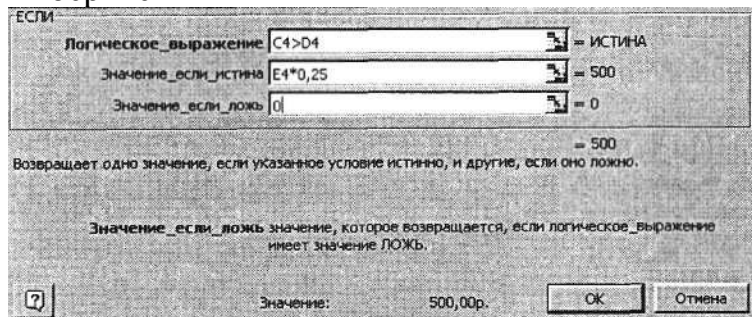 ЕСЛИ
Логическое_выражение C4>D4 = ИСТИНА
Значение_если_истина E4*0,25 = 500
Значение_если_ложь 0 = 0
= 500
Возвращает одно значение, если указанное условие истинно, и другие, если оно ложно.
Значение_если_ложь значение, которое возвращается, если логическое_выражение
имеет значение ЛОЖЬ.
? Значение: 500,00р. ОК Отмена